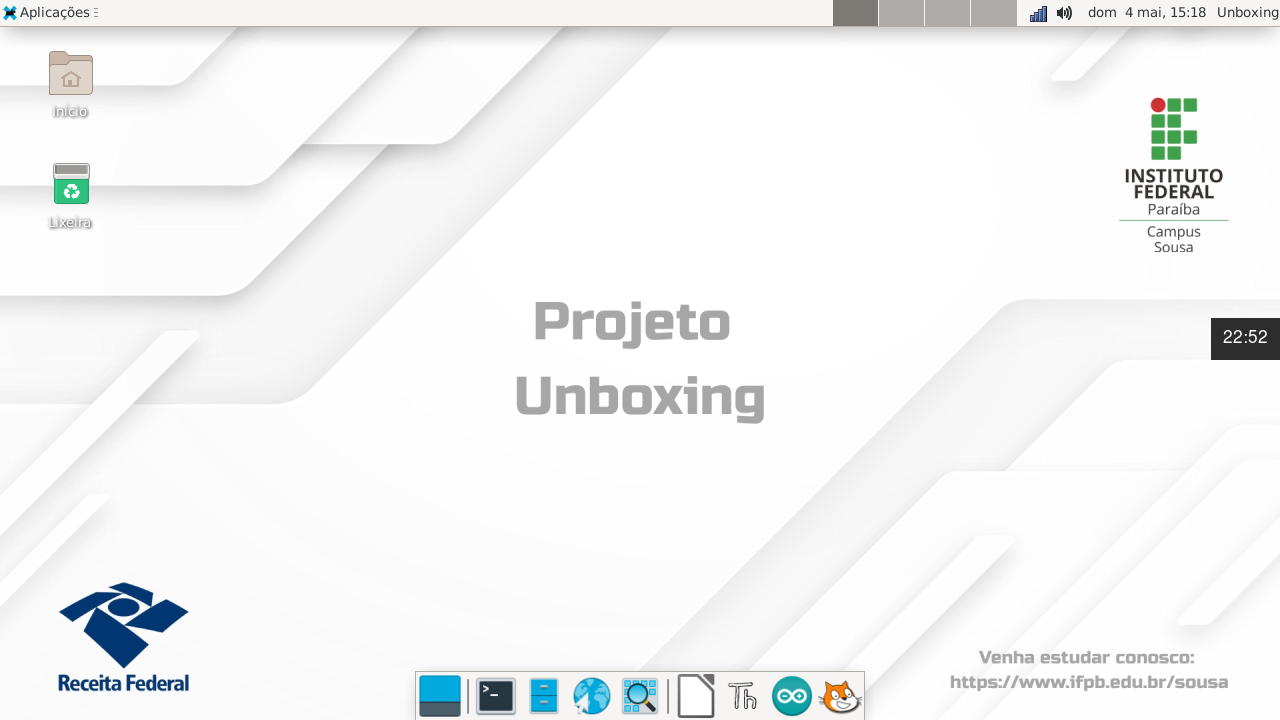 Aplicações
dom 4 mai, 15:18 Unboxing
Início
Lixeira
INSTITUTO
FEDERAL
Paraíba
Campus
Sousa
Projeto
Unboxing
22:52
Receita Federal
Venha estudar conosco:
https://www.ifpb.edu.br/sousa
>_
Th